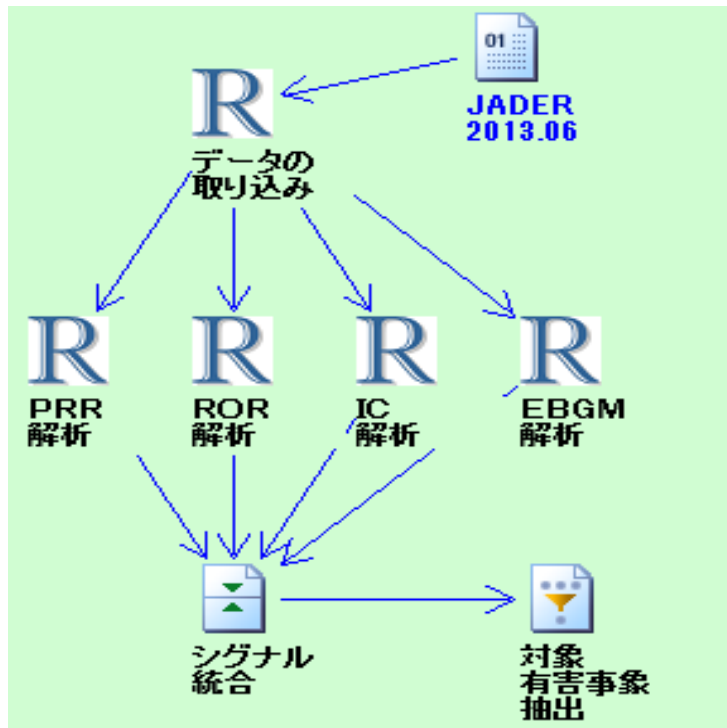 01
JADER
2013.06
R
データの
取り込み
R
R
R
R
PRR
解析
ROR
解析
IC
解析
EBGM
解析
シグナル
統合
対象
有害事象
抽出